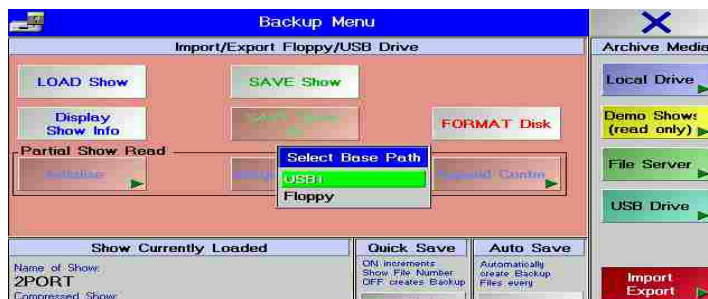 Backup Menu
Import/Export Floppy/USB Drive
Archive Media
LOAD Show
SAVE Show
Local Drive
Display
Show Info
FORMAT Disk
Demo Shows
(read only)
Partial Show Read
Select Base Path
USB1
Floppy
File Server
USB Drive
Show Currently Loaded
Quick Save
Auto Save
Name of Show:
2PORT
Compressed Show:
ON increments
Show File Number
OFF creates Backup
Automatically
create Backup
Files every
Import
Export